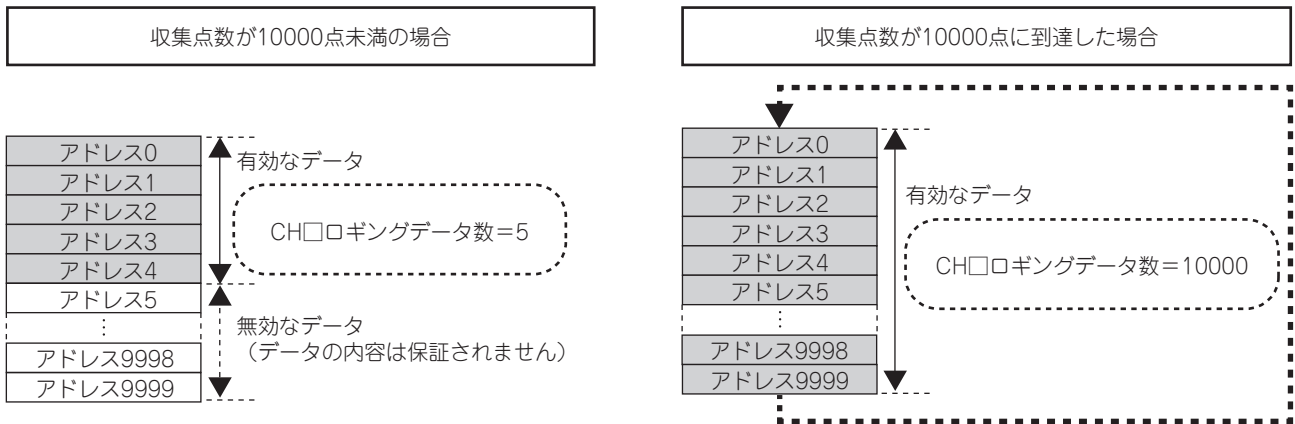 収集点数が10000点未満の場合
アドレス0
アドレス1
アドレス2
アドレス3
アドレス4
アドレス5
⋮
アドレス9998
アドレス9999
有効なデータ
CH□ロギングデータ数=5
無効なデータ
(データの内容は保証されません)
収集点数が10000点に到達した場合
アドレス0
アドレス1
アドレス2
アドレス3
アドレス4
アドレス5
⋮
アドレス9998
アドレス9999
有効なデータ
CH□ロギングデータ数=10000